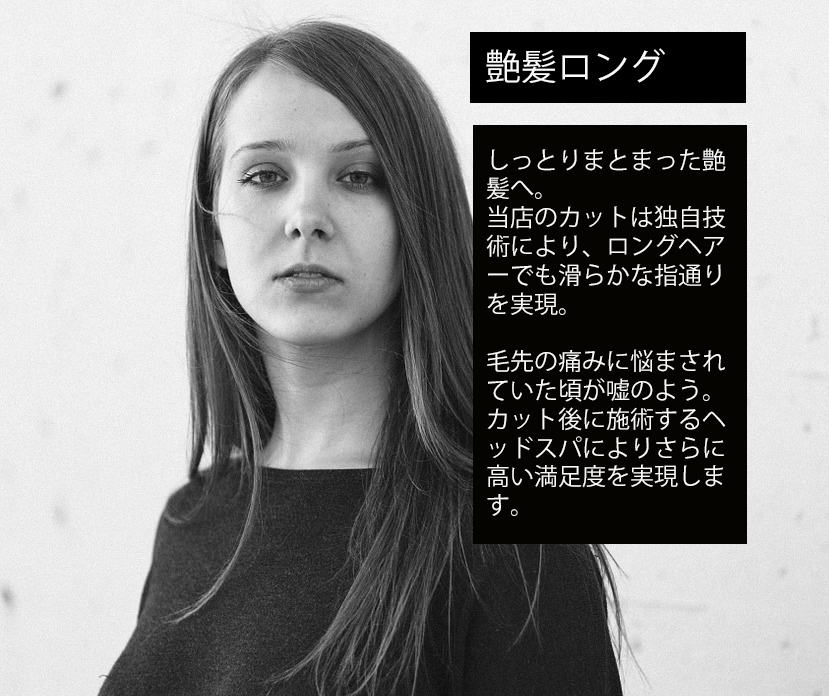 艶髪ロング
しっとりまとまった艶
髪へ。
当店のカットは独自技
術により、ロングヘア
ーでも滑らかな指通り
を実現。
毛先の痛みに悩まされ
ていた頃が嘘のよう。
カット後に施術するヘ
ッドスパによりさらに
高い満足度を実現しま
す。